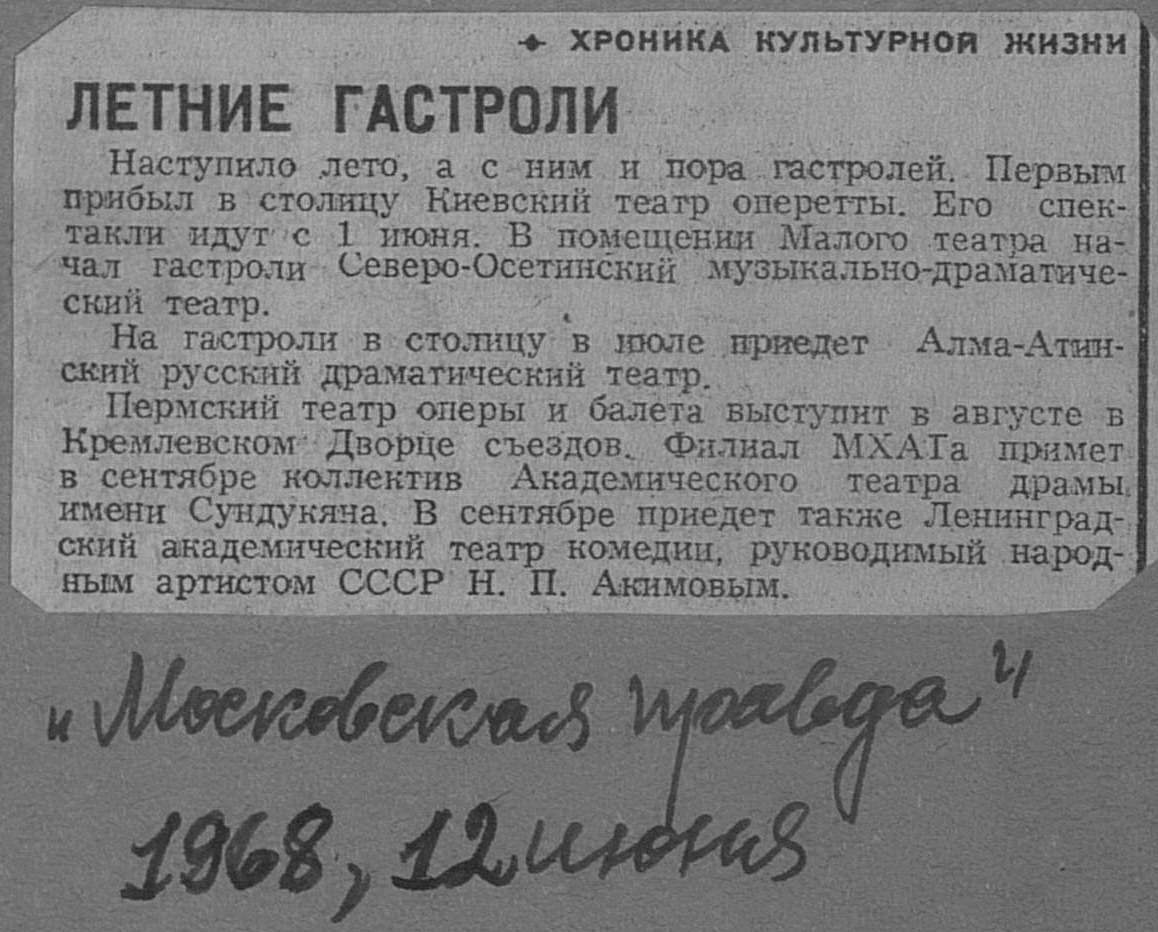 ✦ ХРОНИКА КУЛЬТУРНОЙ ЖИЗНИ
ЛЕТНИЕ ГАСТРОЛИ
Наступило лето, а с ним и пора гастролей. Первым
прибыл в столицу Киевский театр оперетты. Его спек-
такли идут с 1 июня. В помещении Малого театра на-
чал гастроли Северо-Осетинский музыкально-драматиче-
ский театр.
На гастроли в столицу в июле приедет Алма-Атин-
ский русский драматический театр.
Пермский театр оперы и балета выступит в августе в
Кремлевском Дворце съездов. Филиал МХАТа примет
в сентябре коллектив Академического театра драмы
имени Сундукяна. В сентябре приедет также Ленинград-
ский академический театр комедии, руководимый народ-
ным артистом СССР Н. П. Акимовым.
"Московская правда"
1968, 12 июня